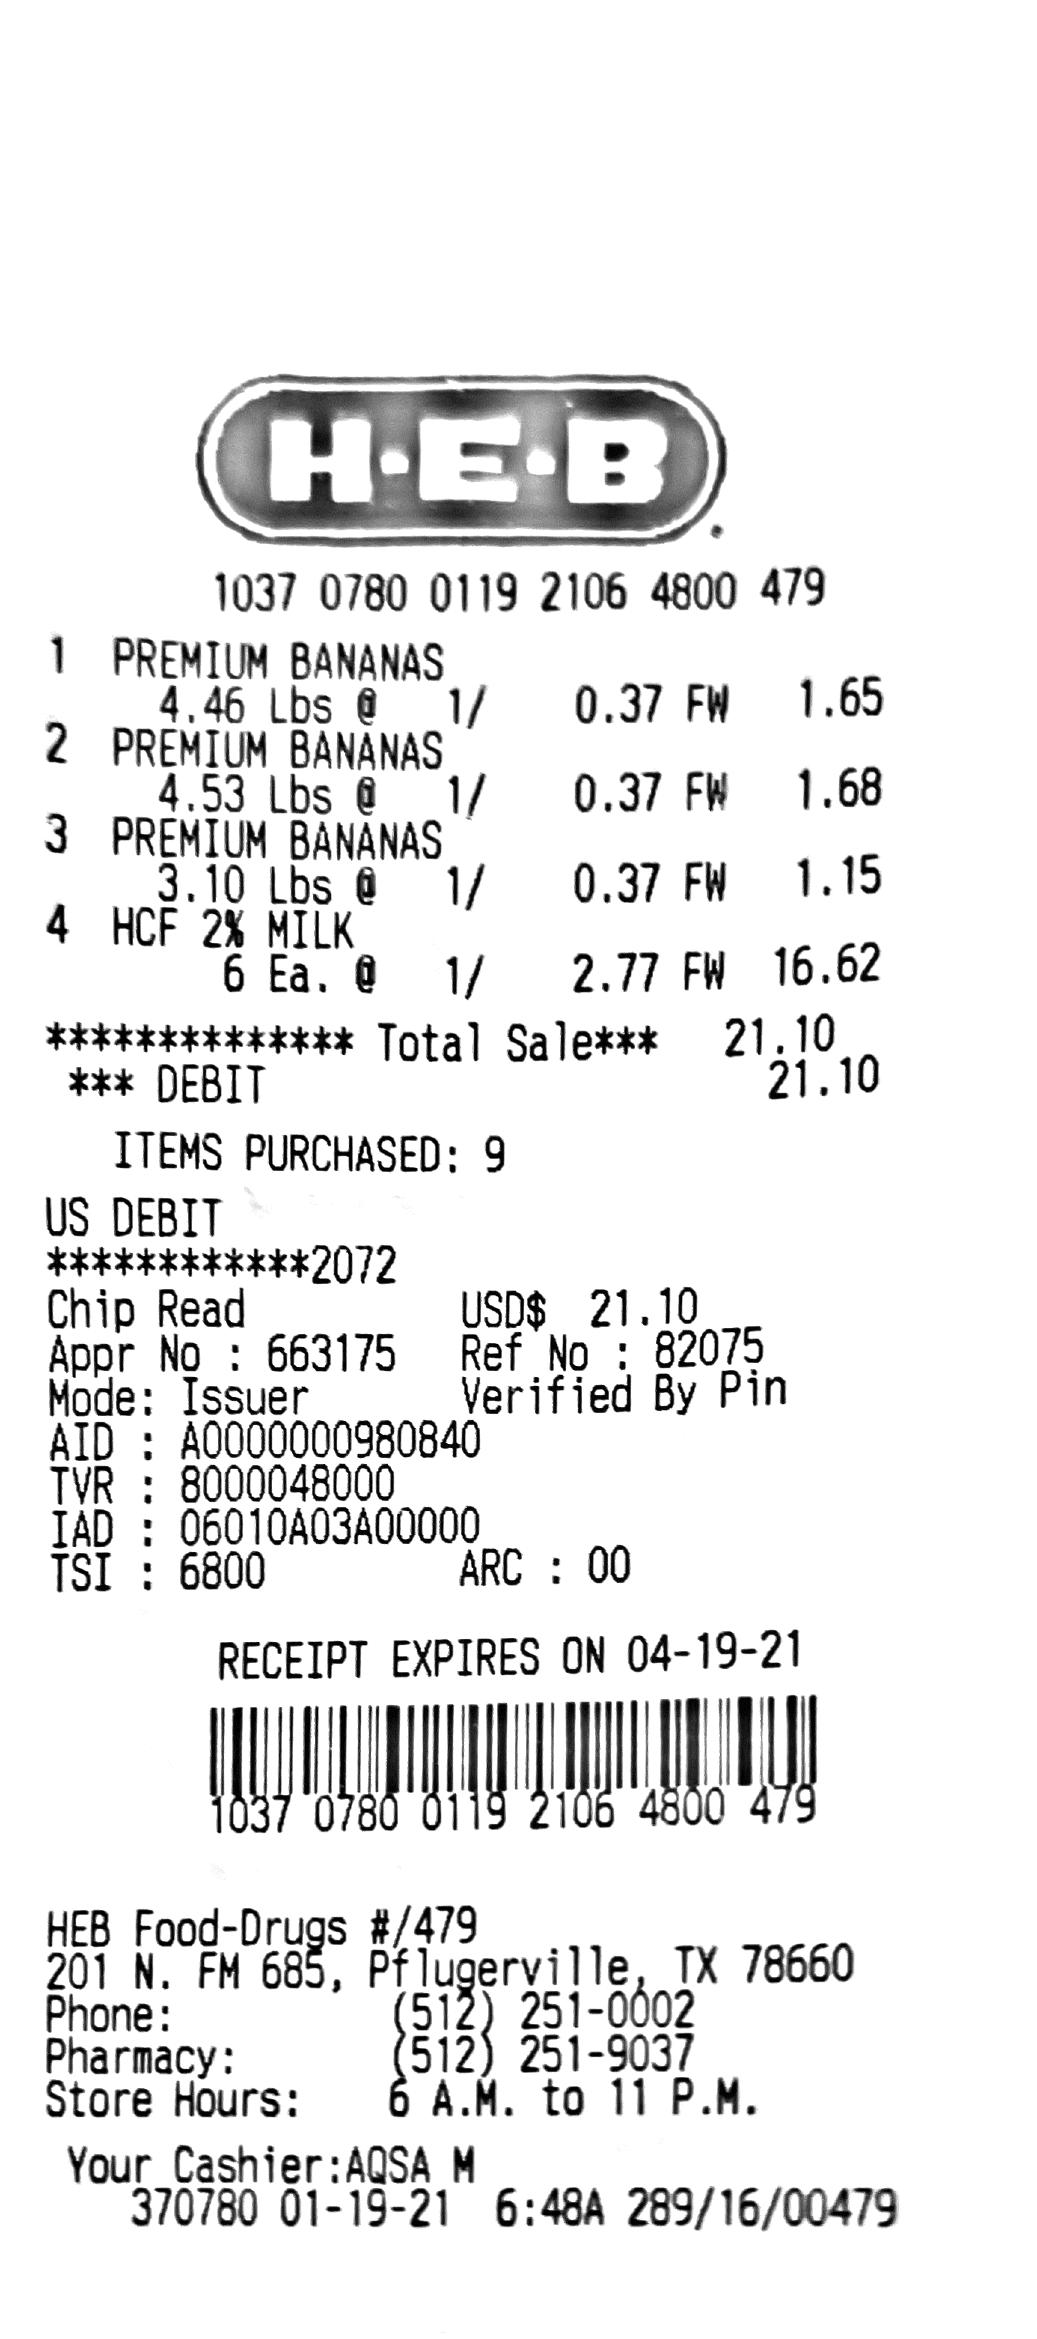 H·E·B
1037 0780 0119 2106 4800 479
1 PREMIUM BANANAS
4.46 Lbs @ 1/ 0.37 FW 1.65
2 PREMIUM BANANAS
4.53 Lbs @ 1/ 0.37 FW 1.68
3 PREMIUM BANANAS
3.10 Lbs @ 1/ 0.37 FW 1.15
4 HCF 2% MILK
6 Ea. @ 1/ 2.77 FW 16.62
************** Total Sale*** 21.10
*** DEBIT 21.10
ITEMS PURCHASED: 9
US DEBIT
************2072
Chip Read USD$ 21.10
Appr No : 663175 Ref No : 82075
Mode: Issuer Verified By Pin
AID : A0000000980840
TVR : 8000048000
IAD : 06010A03A00000
TSI : 6800 ARC : 00
RECEIPT EXPIRES ON 04-19-21
1037 0780 0119 2106 4800 479
HEB Food-Drugs #/479
201 N. FM 685, Pflugerville, TX 78660
Phone: (512) 251-0002
Pharmacy: (512) 251-9037
Store Hours: 6 A.M. to 11 P.M.
Your Cashier:AQSA M
370780 01-19-21 6:48A 289/16/00479